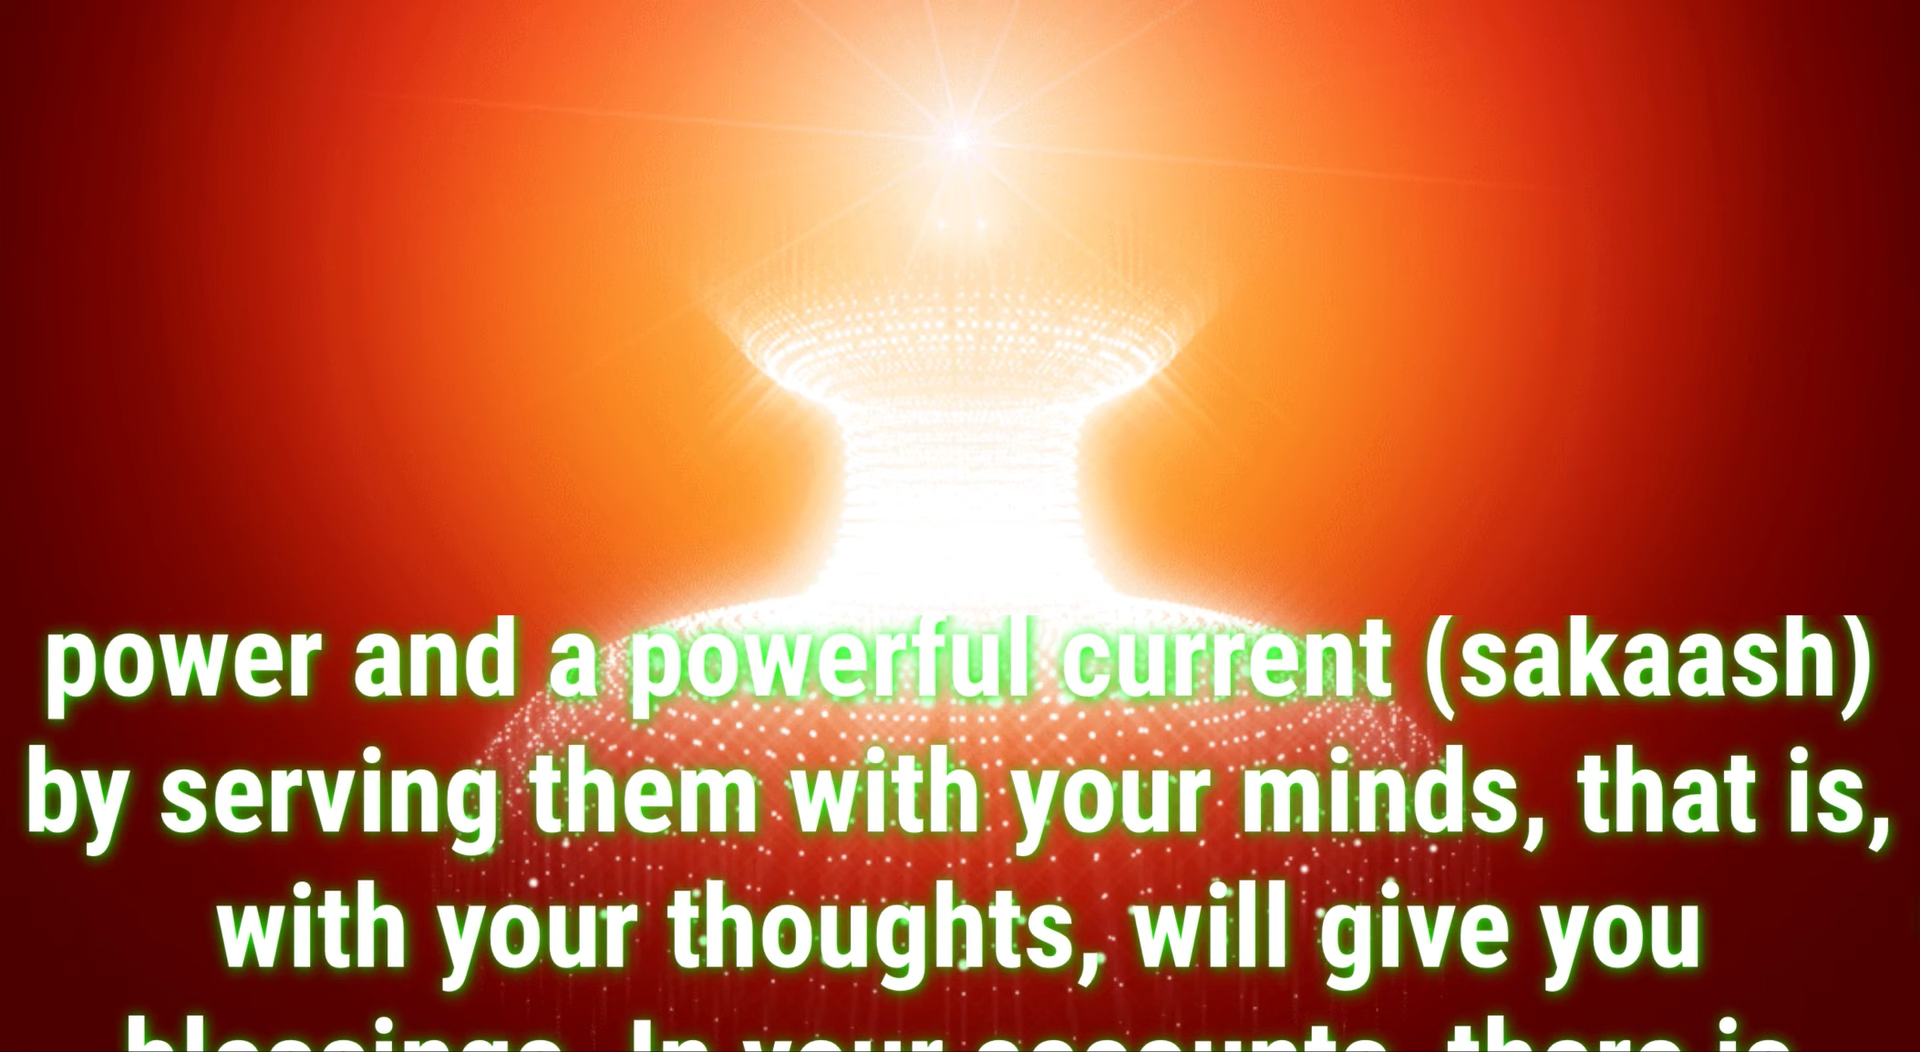 power and a powerful current (sakaash)
by serving them with your minds, that is,
with your thoughts, will give you
blessings. In your accounts, there is